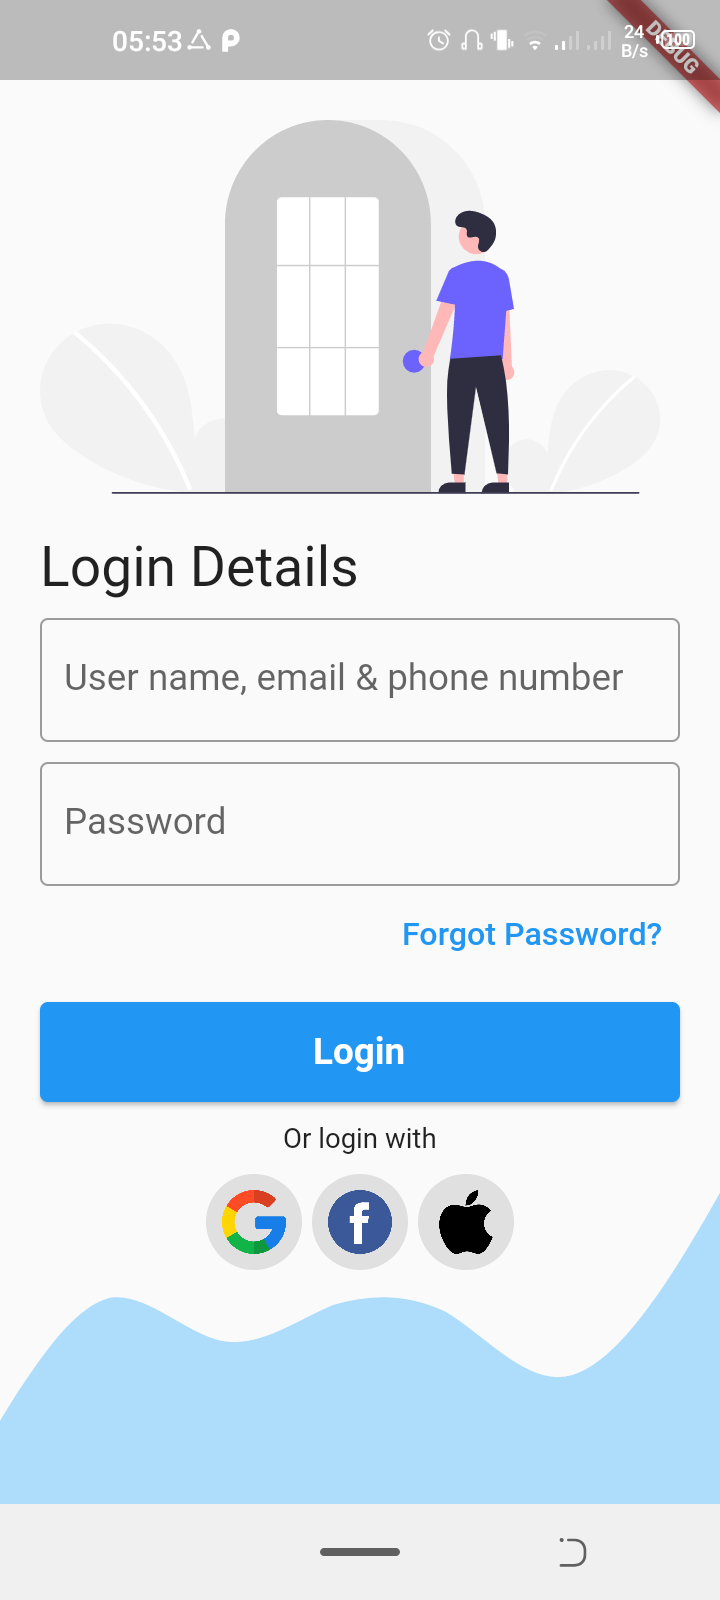 05:53
24
B/s
100
DEBUG
Login Details
User name, email & phone number
Password
Forgot Password?
Login
Or login with